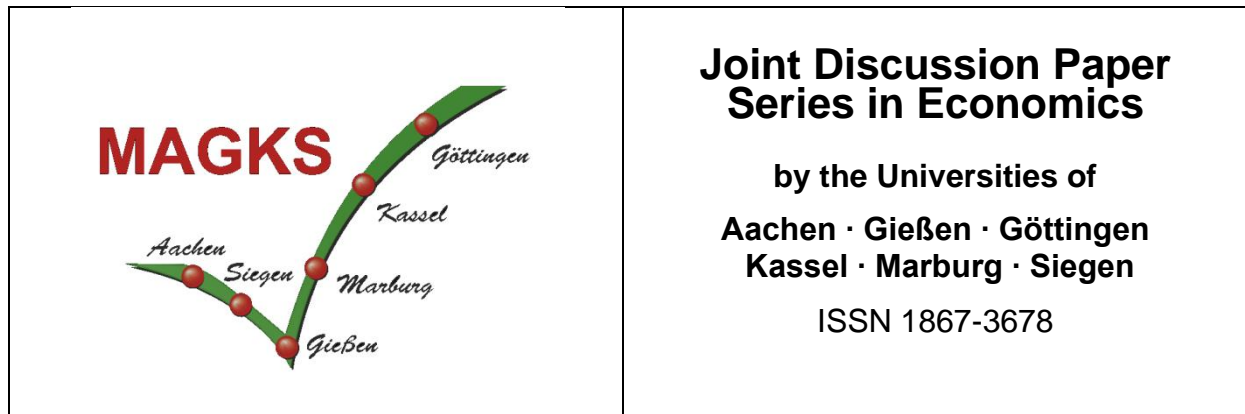 MAGKS
Göttingen
Kassel
Aachen
Siegen
Marburg
Gießen
Joint Discussion Paper
Series in Economics
by the Universities of
Aachen · Gießen · Göttingen
Kassel · Marburg · Siegen
ISSN 1867-3678